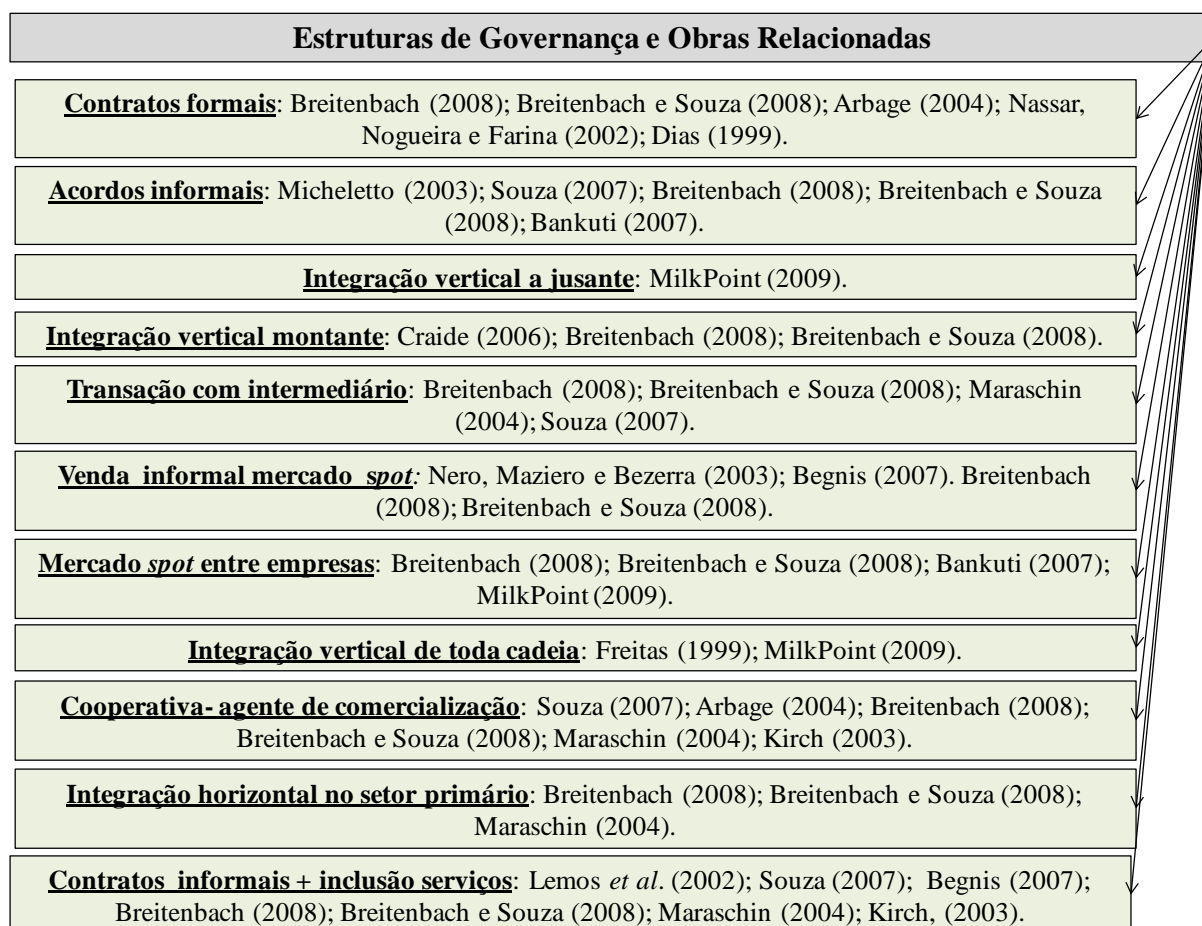 Estruturas de Governança e Obras Relacionadas
Contratos formais: Breitenbach (2008); Breitenbach e Souza (2008); Arbage (2004); Nassar,
Nogueira e Farina (2002); Dias (1999).
Acordos informais: Micheletto (2003); Souza (2007); Breitenbach (2008); Breitenbach e Souza
(2008); Bankuti (2007).
Integração vertical a jusante: MilkPoint (2009).
Integração vertical montante: Craide (2006); Breitenbach (2008); Breitenbach e Souza (2008).
Transação com intermediário: Breitenbach (2008); Breitenbach e Souza (2008); Maraschin
(2004); Souza (2007).
Venda informal mercado spot: Nero, Maziero e Bezerra (2003); Begnis (2007). Breitenbach
(2008); Breitenbach e Souza (2008).
Mercado spot entre empresas: Breitenbach (2008); Breitenbach e Souza (2008); Bankuti (2007);
MilkPoint (2009).
Integração vertical de toda cadeia: Freitas (1999); MilkPoint (2009).
Cooperativa- agente de comercialização: Souza (2007); Arbage (2004); Breitenbach (2008);
Breitenbach e Souza (2008); Maraschin (2004); Kirch (2003).
Integração horizontal no setor primário: Breitenbach (2008); Breitenbach e Souza (2008);
Maraschin (2004).
Contratos informais + inclusão serviços: Lemos et al. (2002); Souza (2007); Begnis (2007);
Breitenbach (2008); Breitenbach e Souza (2008); Maraschin (2004); Kirch, (2003).